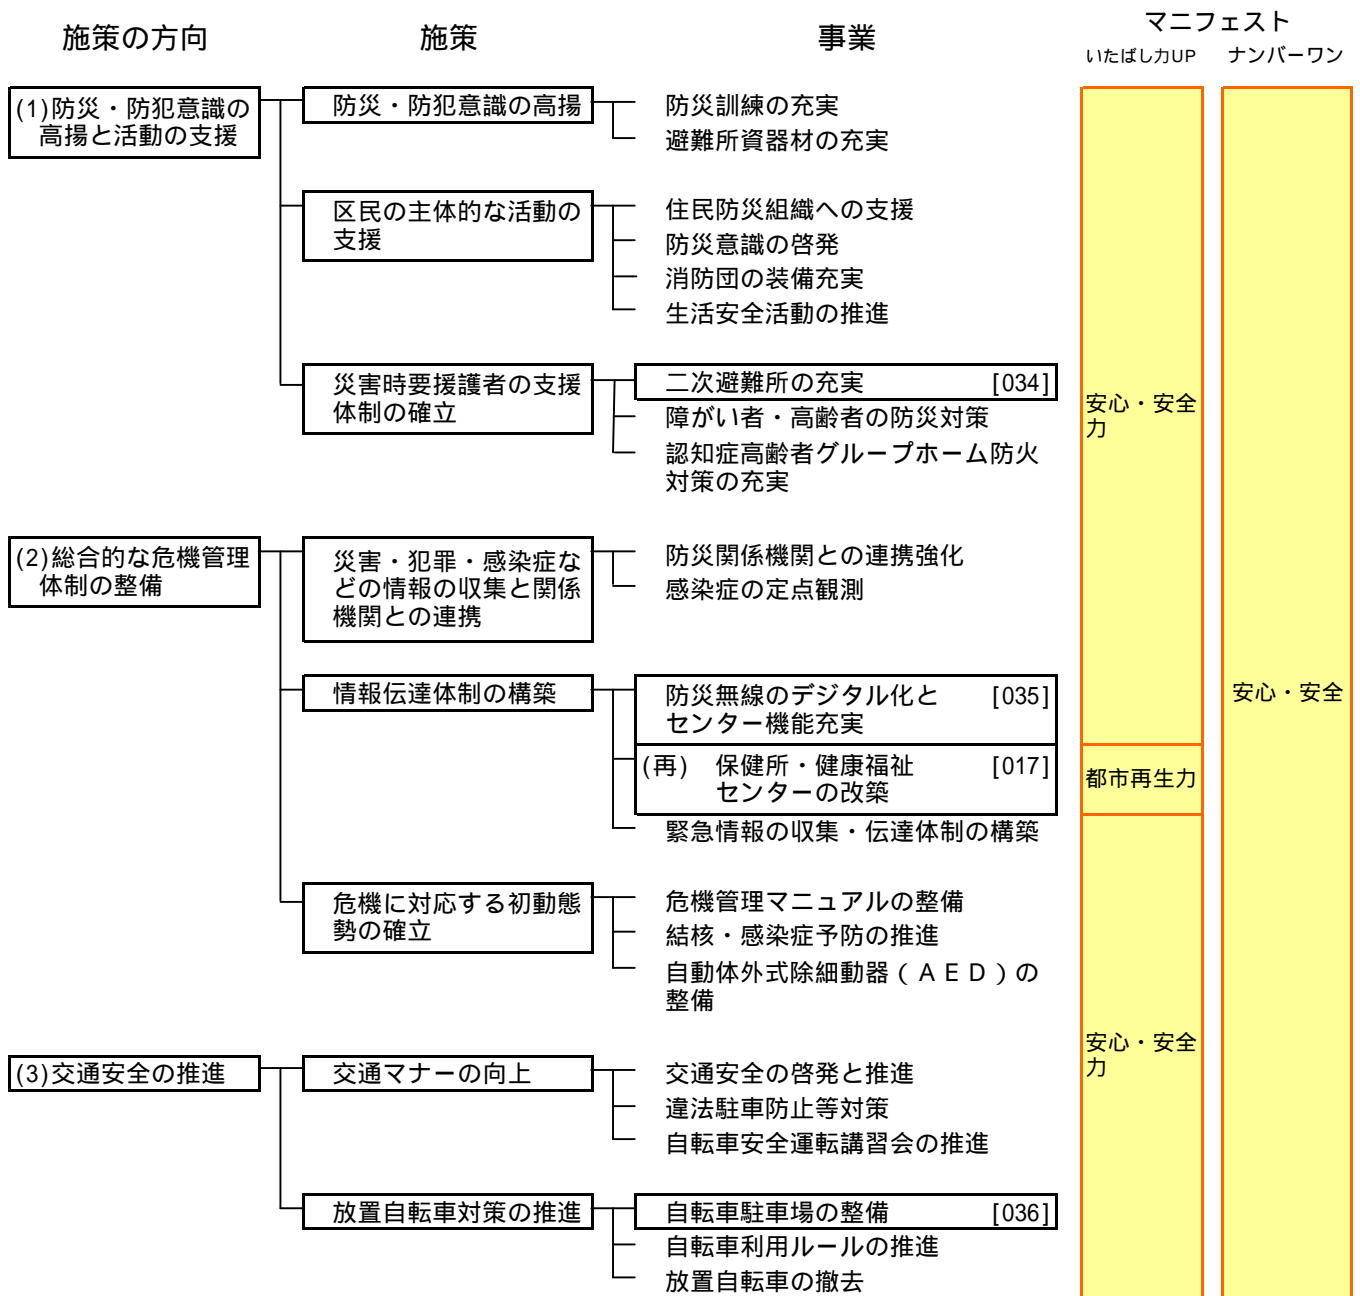 マニフェスト
施策の方向 施策 事業 いたばし力UP ナンバーワン
(1)防災・防犯意識の
高揚と活動の支援
防災・防犯意識の高揚
防災訓練の充実
避難所資器材の充実
区民の主体的な活動の
支援
住民防災組織への支援
防災意識の啓発
消防団の装備充実
生活安全活動の推進
災害時要援護者の支援
体制の確立
二次避難所の充実 [034]
障がい者・高齢者の防災対策
認知症高齢者グループホーム防火
対策の充実
安心・安全
力
(2)総合的な危機管理
体制の整備
災害・犯罪・感染症な
どの情報の収集と関係
機関との連携
防災関係機関との連携強化
感染症の定点観測
情報伝達体制の構築
防災無線のデジタル化と [035]
センター機能充実
(再) 保健所・健康福祉 [017]
センターの改築
緊急情報の収集・伝達体制の構築
都市再生力
安心・安全
危機に対応する初動態
勢の確立
危機管理マニュアルの整備
結核・感染症予防の推進
自動体外式除細動器(AED)の
整備
(3)交通安全の推進
交通マナーの向上
交通安全の啓発と推進
違法駐車防止等対策
自転車安全運転講習会の推進
安心・安全
力
放置自転車対策の推進
自転車駐車場の整備 [036]
自転車利用ルールの推進
放置自転車の撤去